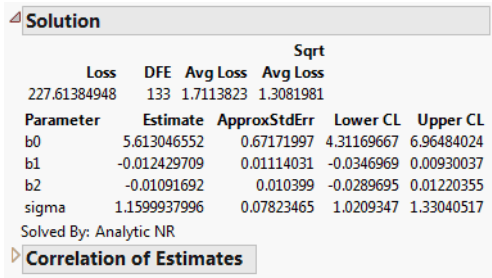 Solution
Sqrt
Loss DFE Avg Loss Avg Loss
227.61384948 133 1.7113823 1.3081981
Parameter Estimate ApproxStdErr Lower CL Upper CL
b0 5.613046552 0.67171997 4.31169667 6.96484024
b1 -0.012429709 0.01114031 -0.0346969 0.00930037
b2 -0.01091692 0.010399 -0.0289695 0.01220355
sigma 1.1599937996 0.07823465 1.0209347 1.33040517
Solved By: Analytic NR
Correlation of Estimates